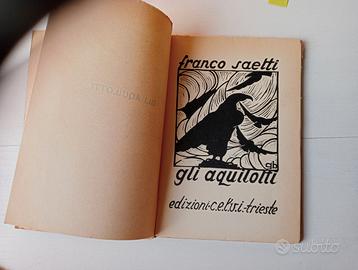 franco saetti
gb
gli aquilotti
edizioni-c.e.l.v.i.-trieste
subito